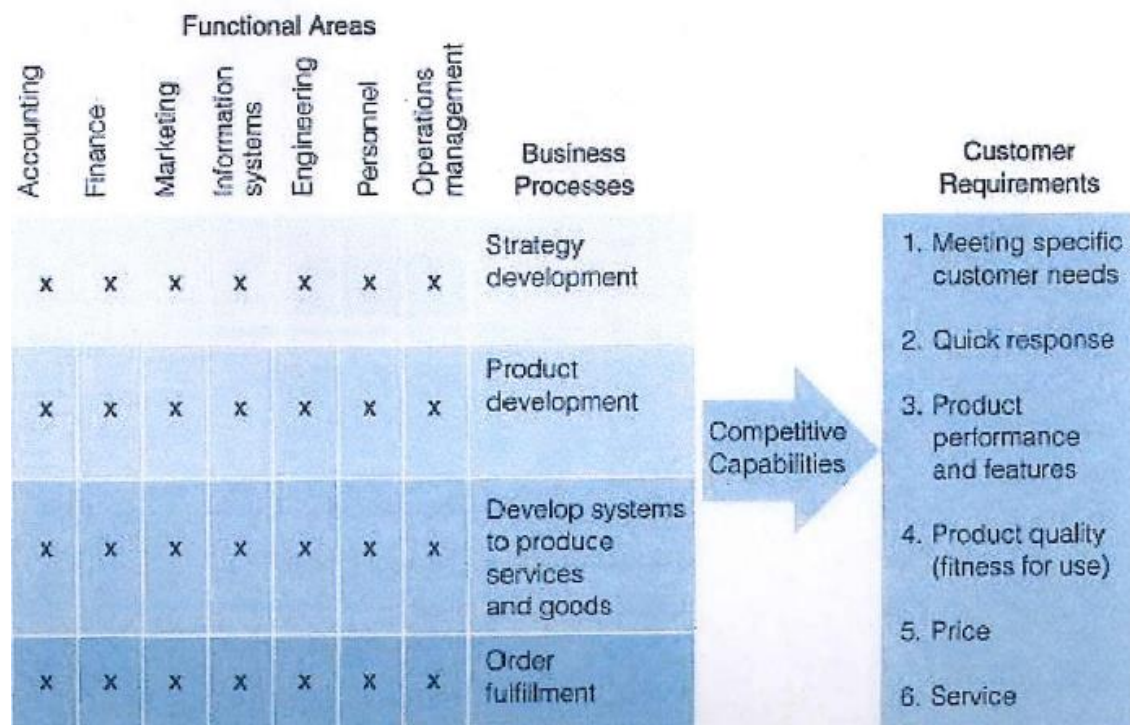 Functional Areas
Accounting
Finance
Marketing
Information
systems
Engineering
Personnel
Operations
management
Business
Processes
Customer
Requirements
x x x x x x x
Strategy
development
x x x x x x x
Product
development
x x x x x x x
Develop systems
to produce
services
and goods
x x x x x x x
Order
fulfillment
Competitive
Capabilities
1. Meeting specific
customer needs
2. Quick response
3. Product
performance
and features
4. Product quality
(fitness for use)
5. Price
6. Service